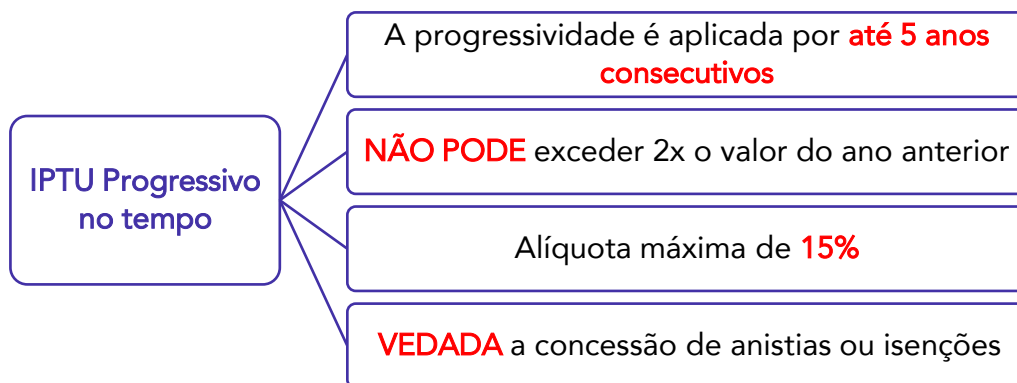 IPTU Progressivo
no tempo
A progressividade é aplicada por até 5 anos
consecutivos
NÃO PODE exceder 2x o valor do ano anterior
Alíquota máxima de 15%
VEDADA a concessão de anistias ou isenções